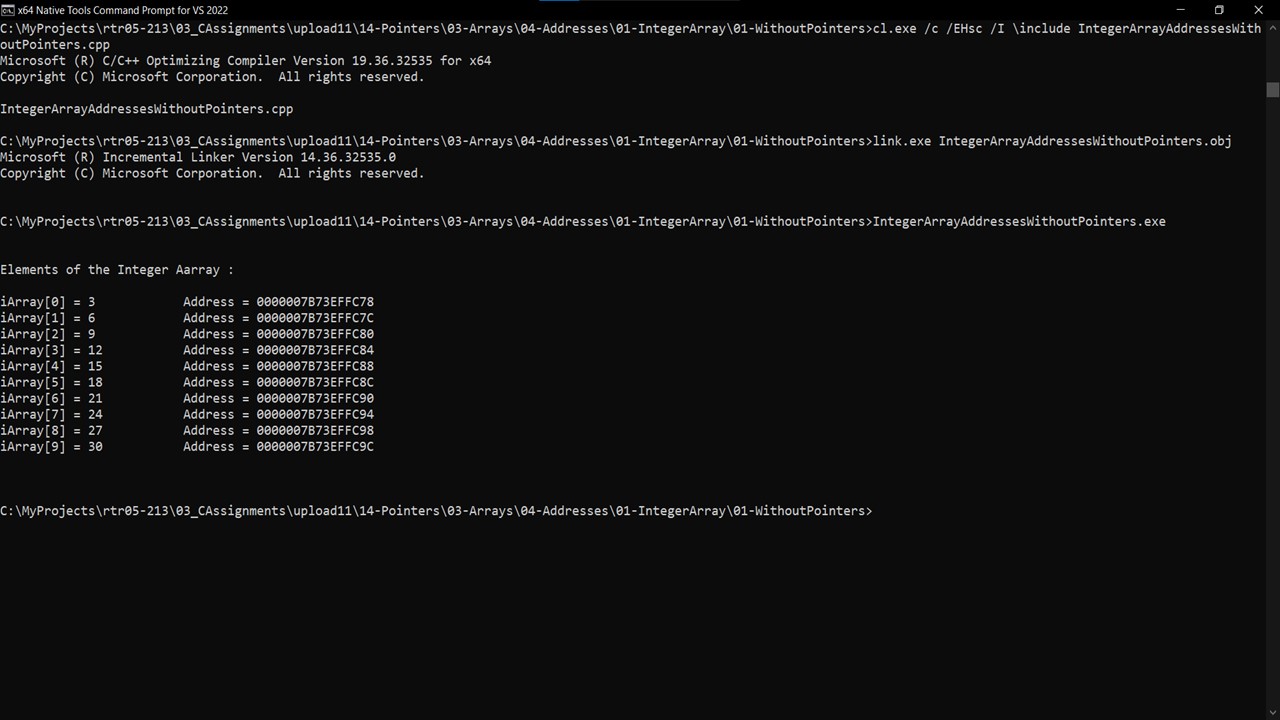 x64 Native Tools Command Prompt for VS 2022
C:\MyProjects\rtr05-213\03_CAssignments\upload11\14-Pointers\03-Arrays\04-Addresses\01-IntegerArray\01-WithoutPointers>cl.exe /c /EHsc /I \include IntegerArrayAddressesWith
outPointers.cpp
Microsoft (R) C/C++ Optimizing Compiler Version 19.36.32535 for x64
Copyright (C) Microsoft Corporation.  All rights reserved.
IntegerArrayAddressesWithoutPointers.cpp
C:\MyProjects\rtr05-213\03_CAssignments\upload11\14-Pointers\03-Arrays\04-Addresses\01-IntegerArray\01-WithoutPointers>link.exe IntegerArrayAddressesWithoutPointers.obj
Microsoft (R) Incremental Linker Version 14.36.32535.0
Copyright (C) Microsoft Corporation.  All rights reserved.
C:\MyProjects\rtr05-213\03_CAssignments\upload11\14-Pointers\03-Arrays\04-Addresses\01-IntegerArray\01-WithoutPointers>IntegerArrayAddressesWithoutPointers.exe
Elements of the Integer Aarray :
iArray[0] = 3 Address = 0000007B73EFFC78
iArray[1] = 6 Address = 0000007B73EFFC7C
iArray[2] = 9 Address = 0000007B73EFFC80
iArray[3] = 12 Address = 0000007B73EFFC84
iArray[4] = 15 Address = 0000007B73EFFC88
iArray[5] = 18 Address = 0000007B73EFFC8C
iArray[6] = 21 Address = 0000007B73EFFC90
iArray[7] = 24 Address = 0000007B73EFFC94
iArray[8] = 27 Address = 0000007B73EFFC98
iArray[9] = 30 Address = 0000007B73EFFC9C
C:\MyProjects\rtr05-213\03_CAssignments\upload11\14-Pointers\03-Arrays\04-Addresses\01-IntegerArray\01-WithoutPointers>